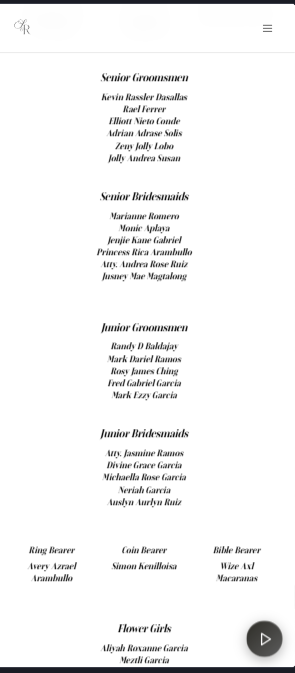 SR
Senior Groomsmen
Kevin Rassler Dasallas
Rael Ferrer
Elliott Nieto Conde
Adrian Adrase Solis
Zeny Jolly Lobo
Jolly Andrea Susan
Senior Bridesmaids
Marianne Romero
Monic Aplaya
Jenjie Kane Gabriel
Princess Rica Arambullo
Atty. Andrea Rose Ruiz
Jusney Mae Magtalong
Junior Groomsmen
Randy D Baldajay
Mark Dariel Ramos
Rosy James Ching
Fred Gabriel Garcia
Mark Ezzy Garcia
Junior Bridesmaids
Atty. Jasmine Ramos
Divine Grace Garcia
Michaella Rose Garcia
Neriah Garcia
Auslyn Aurlyn Ruiz
Ring Bearer
Avery Azrael
Arambullo
Coin Bearer
Simon Kenilloisa
Bible Bearer
Wize Axl
Macaranas
Flower Girls
Aliyah Roxanne Garcia
Meztli Garcia